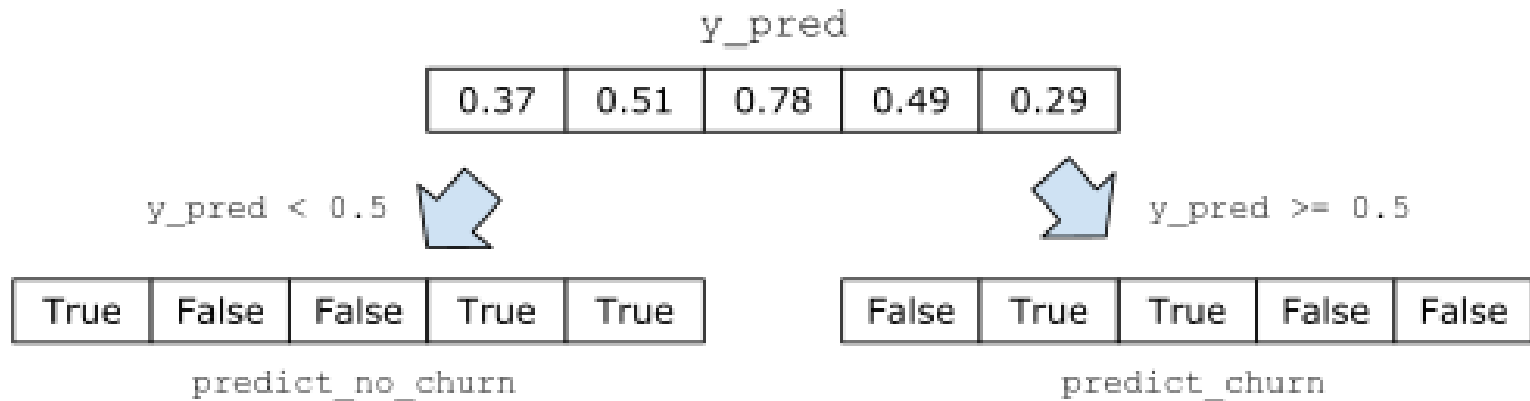 y_pred
0.37 0.51 0.78 0.49 0.29
y_pred < 0.5
y_pred >= 0.5
True False False True True
False True True False False
predict_no_churn
predict_churn